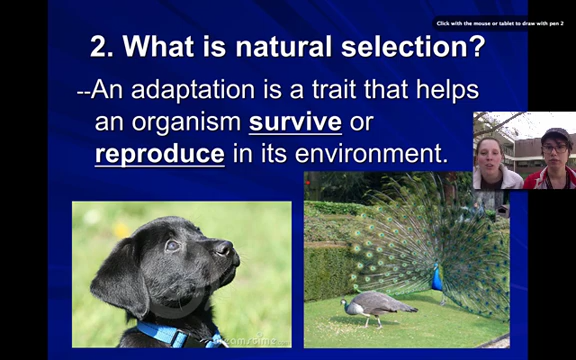 Click with the mouse or tablet to draw with pen 2
2. What is natural selection?
--An adaptation is a trait that helps
an organism survive or
reproduce in its environment.
dreamstime